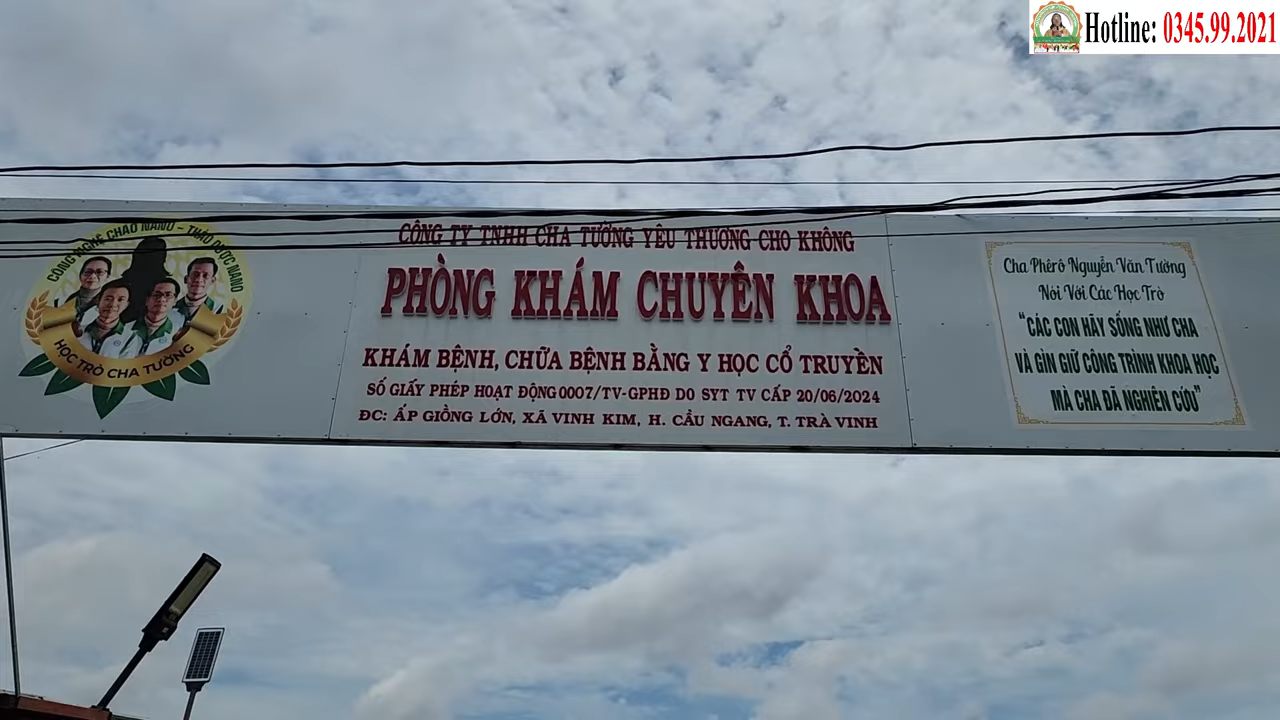 Hotline: 0345.99.2021
CÔNG NGHỆ CHAO NANO - THẢO DƯỢC NANO
HỌC TRÒ CHA TƯỜNG
CÔNG TY TNHH CHA TƯỜNG YÊU THƯƠNG CHO KHÔNG
PHÒNG KHÁM CHUYÊN KHOA
KHÁM BỆNH, CHỮA BỆNH BẰNG Y HỌC CỔ TRUYỀN
SỐ GIẤY PHÉP HOẠT ĐỘNG 0007/TV-GPHĐ DO SYT TV CẤP 20/06/2024
ĐC: ẤP GIỒNG LỚN, XÃ VINH KIM, H. CẦU NGANG, T. TRÀ VINH
Cha Phêrô Nguyễn Văn Tường
Nói Với Các Học Trò
"CÁC CON HÃY SỐNG NHƯ CHA
VÀ GÌN GIỮ CÔNG TRÌNH KHOA HỌC
MÀ CHA ĐÃ NGHIÊN CỨU"